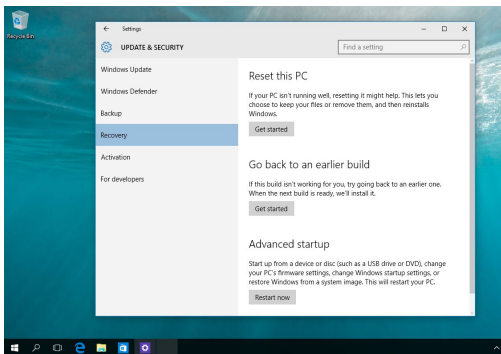 Recycle Bin
Settings
UPDATE & SECURITY
Find a setting
Windows Update
Windows Defender
Backup
Recovery
Activation
For developers
Reset this PC
If your PC isn't running well, resetting it might help. This lets you
choose to keep your files or remove them, and then reinstalls
Windows.
Get started
Go back to an earlier build
If this build isn't working for you, try going back to an earlier one.
When the next build is ready, we'll install it.
Get started
Advanced startup
Start up from a device or disc (such as a USB drive or DVD), change
your PC's firmware settings, change Windows startup settings, or
restore Windows from a system image. This will restart your PC.
Restart now